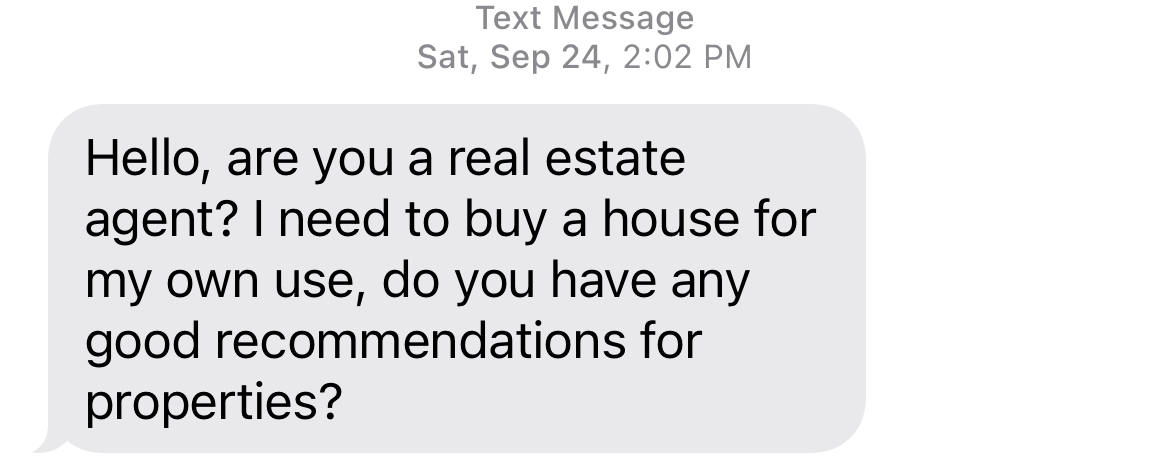 Text Message
Sat, Sep 24, 2:02 PM
Hello, are you a real estate
agent? I need to buy a house for
my own use, do you have any
good recommendations for
properties?